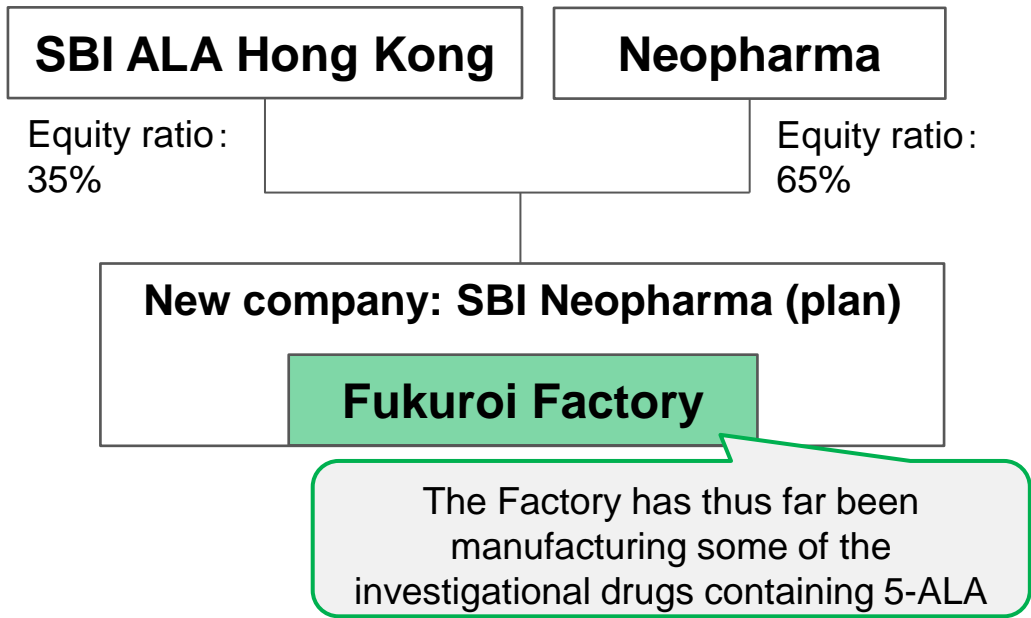 SBI ALA Hong Kong
Neopharma
Equity ratio：
35%
Equity ratio：
65%
New company: SBI Neopharma (plan)
Fukuroi Factory
The Factory has thus far been
manufacturing some of the
investigational drugs containing 5-ALA